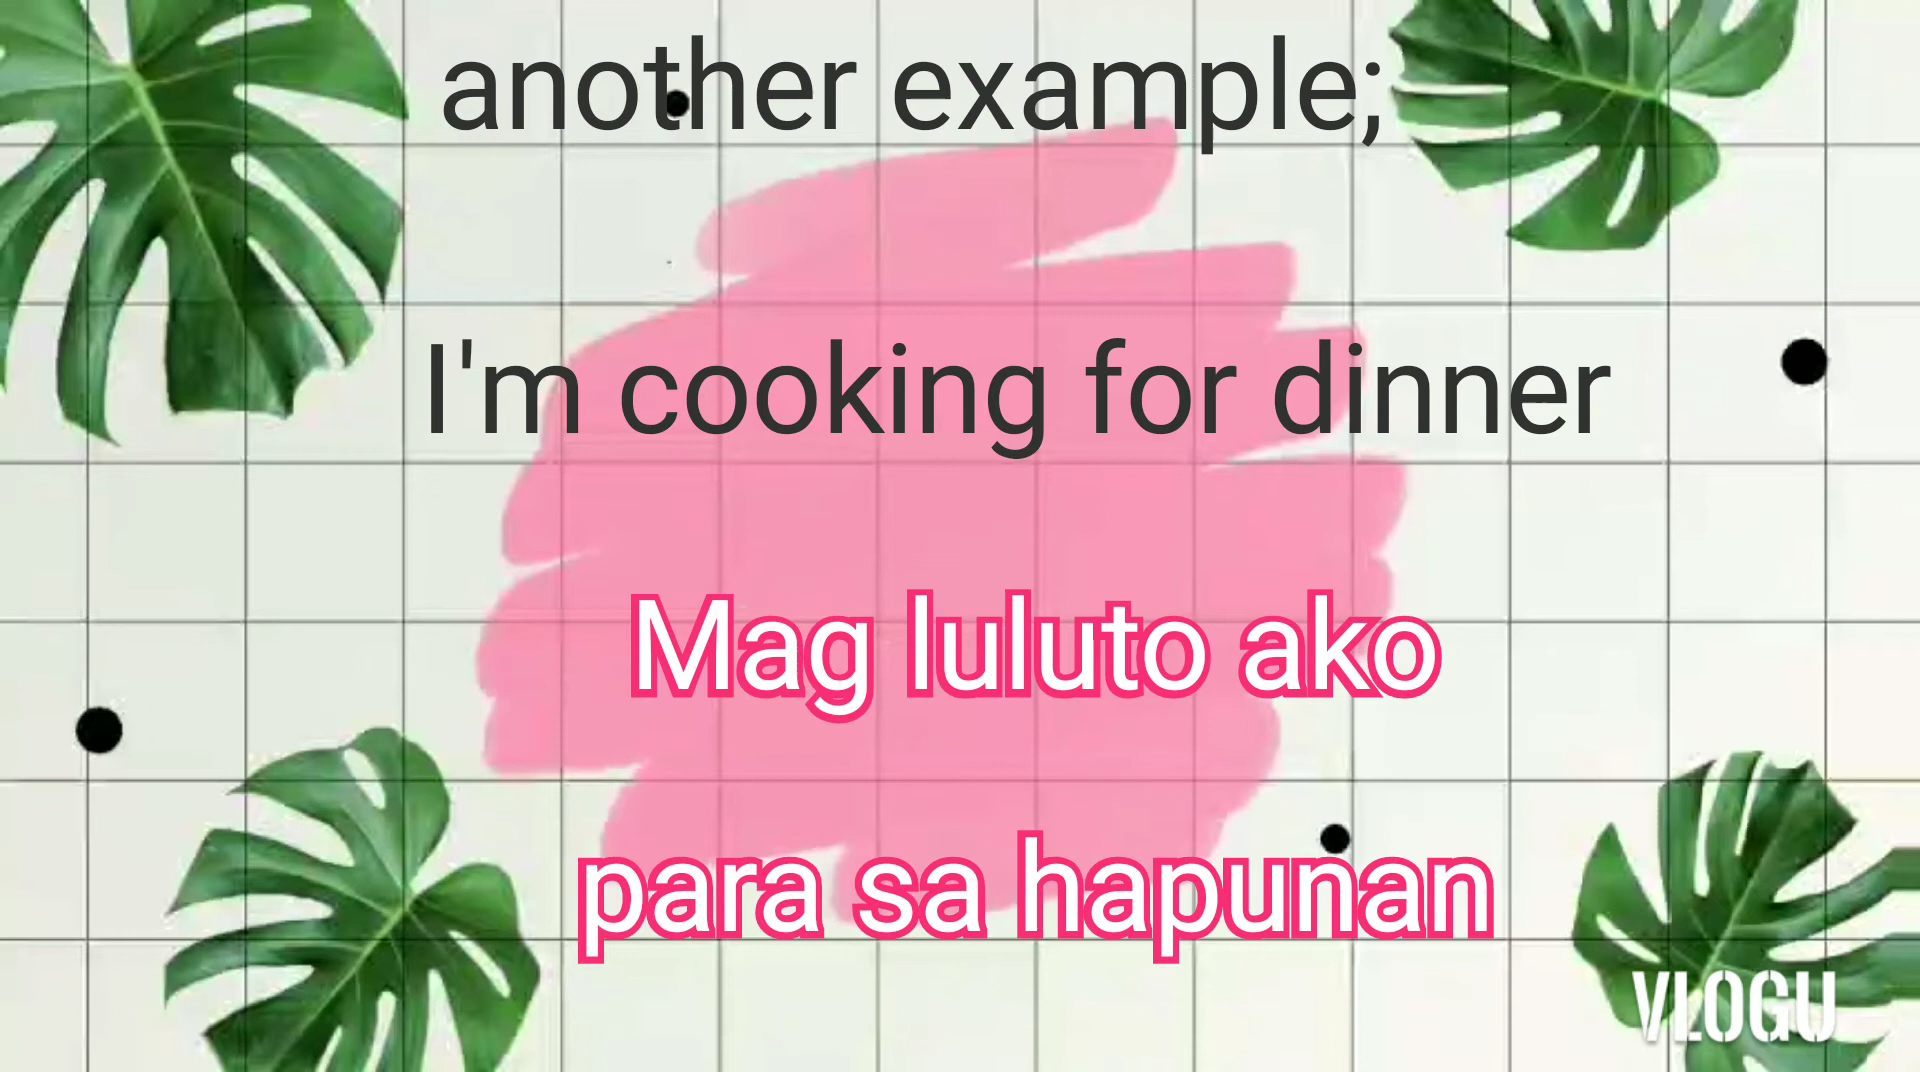 another example;
I'm cooking for dinner
Mag luluto ako
para sa hapunan
VLOGU